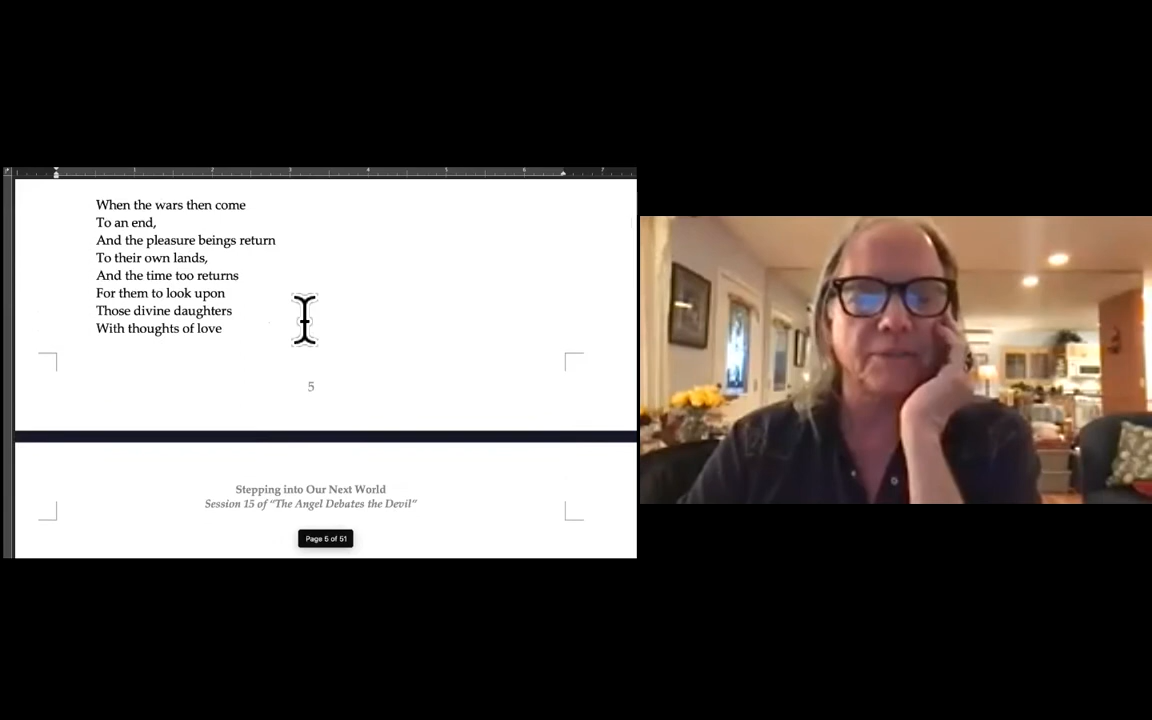 When the wars then come
To an end,
And the pleasure beings return
To their own lands,
And the time too returns
For them to look upon
Those divine daughters
With thoughts of love
5
Stepping into Our Next World
Session 15 of “The Angel Debates the Devil”
Page 5 of 51